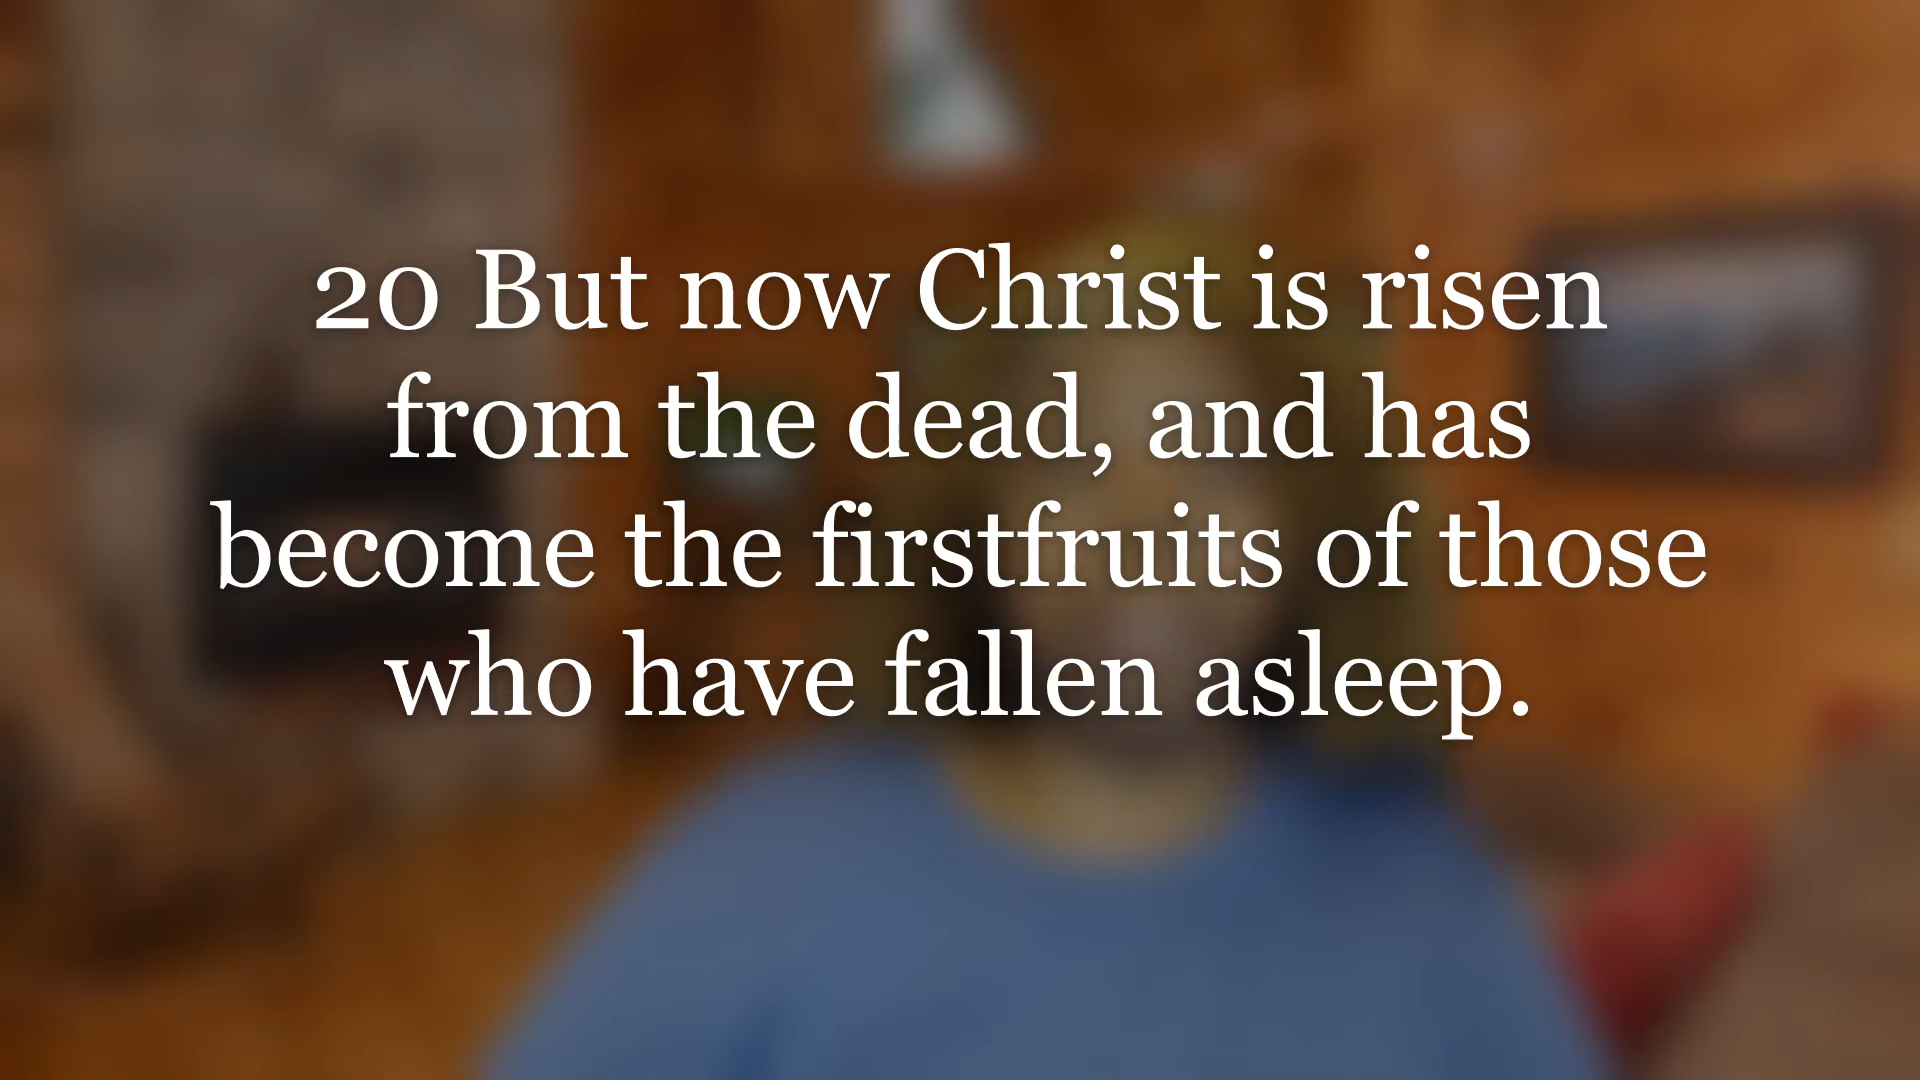 20 But now Christ is risen
from the dead, and has
become the firstfruits of those
who have fallen asleep.